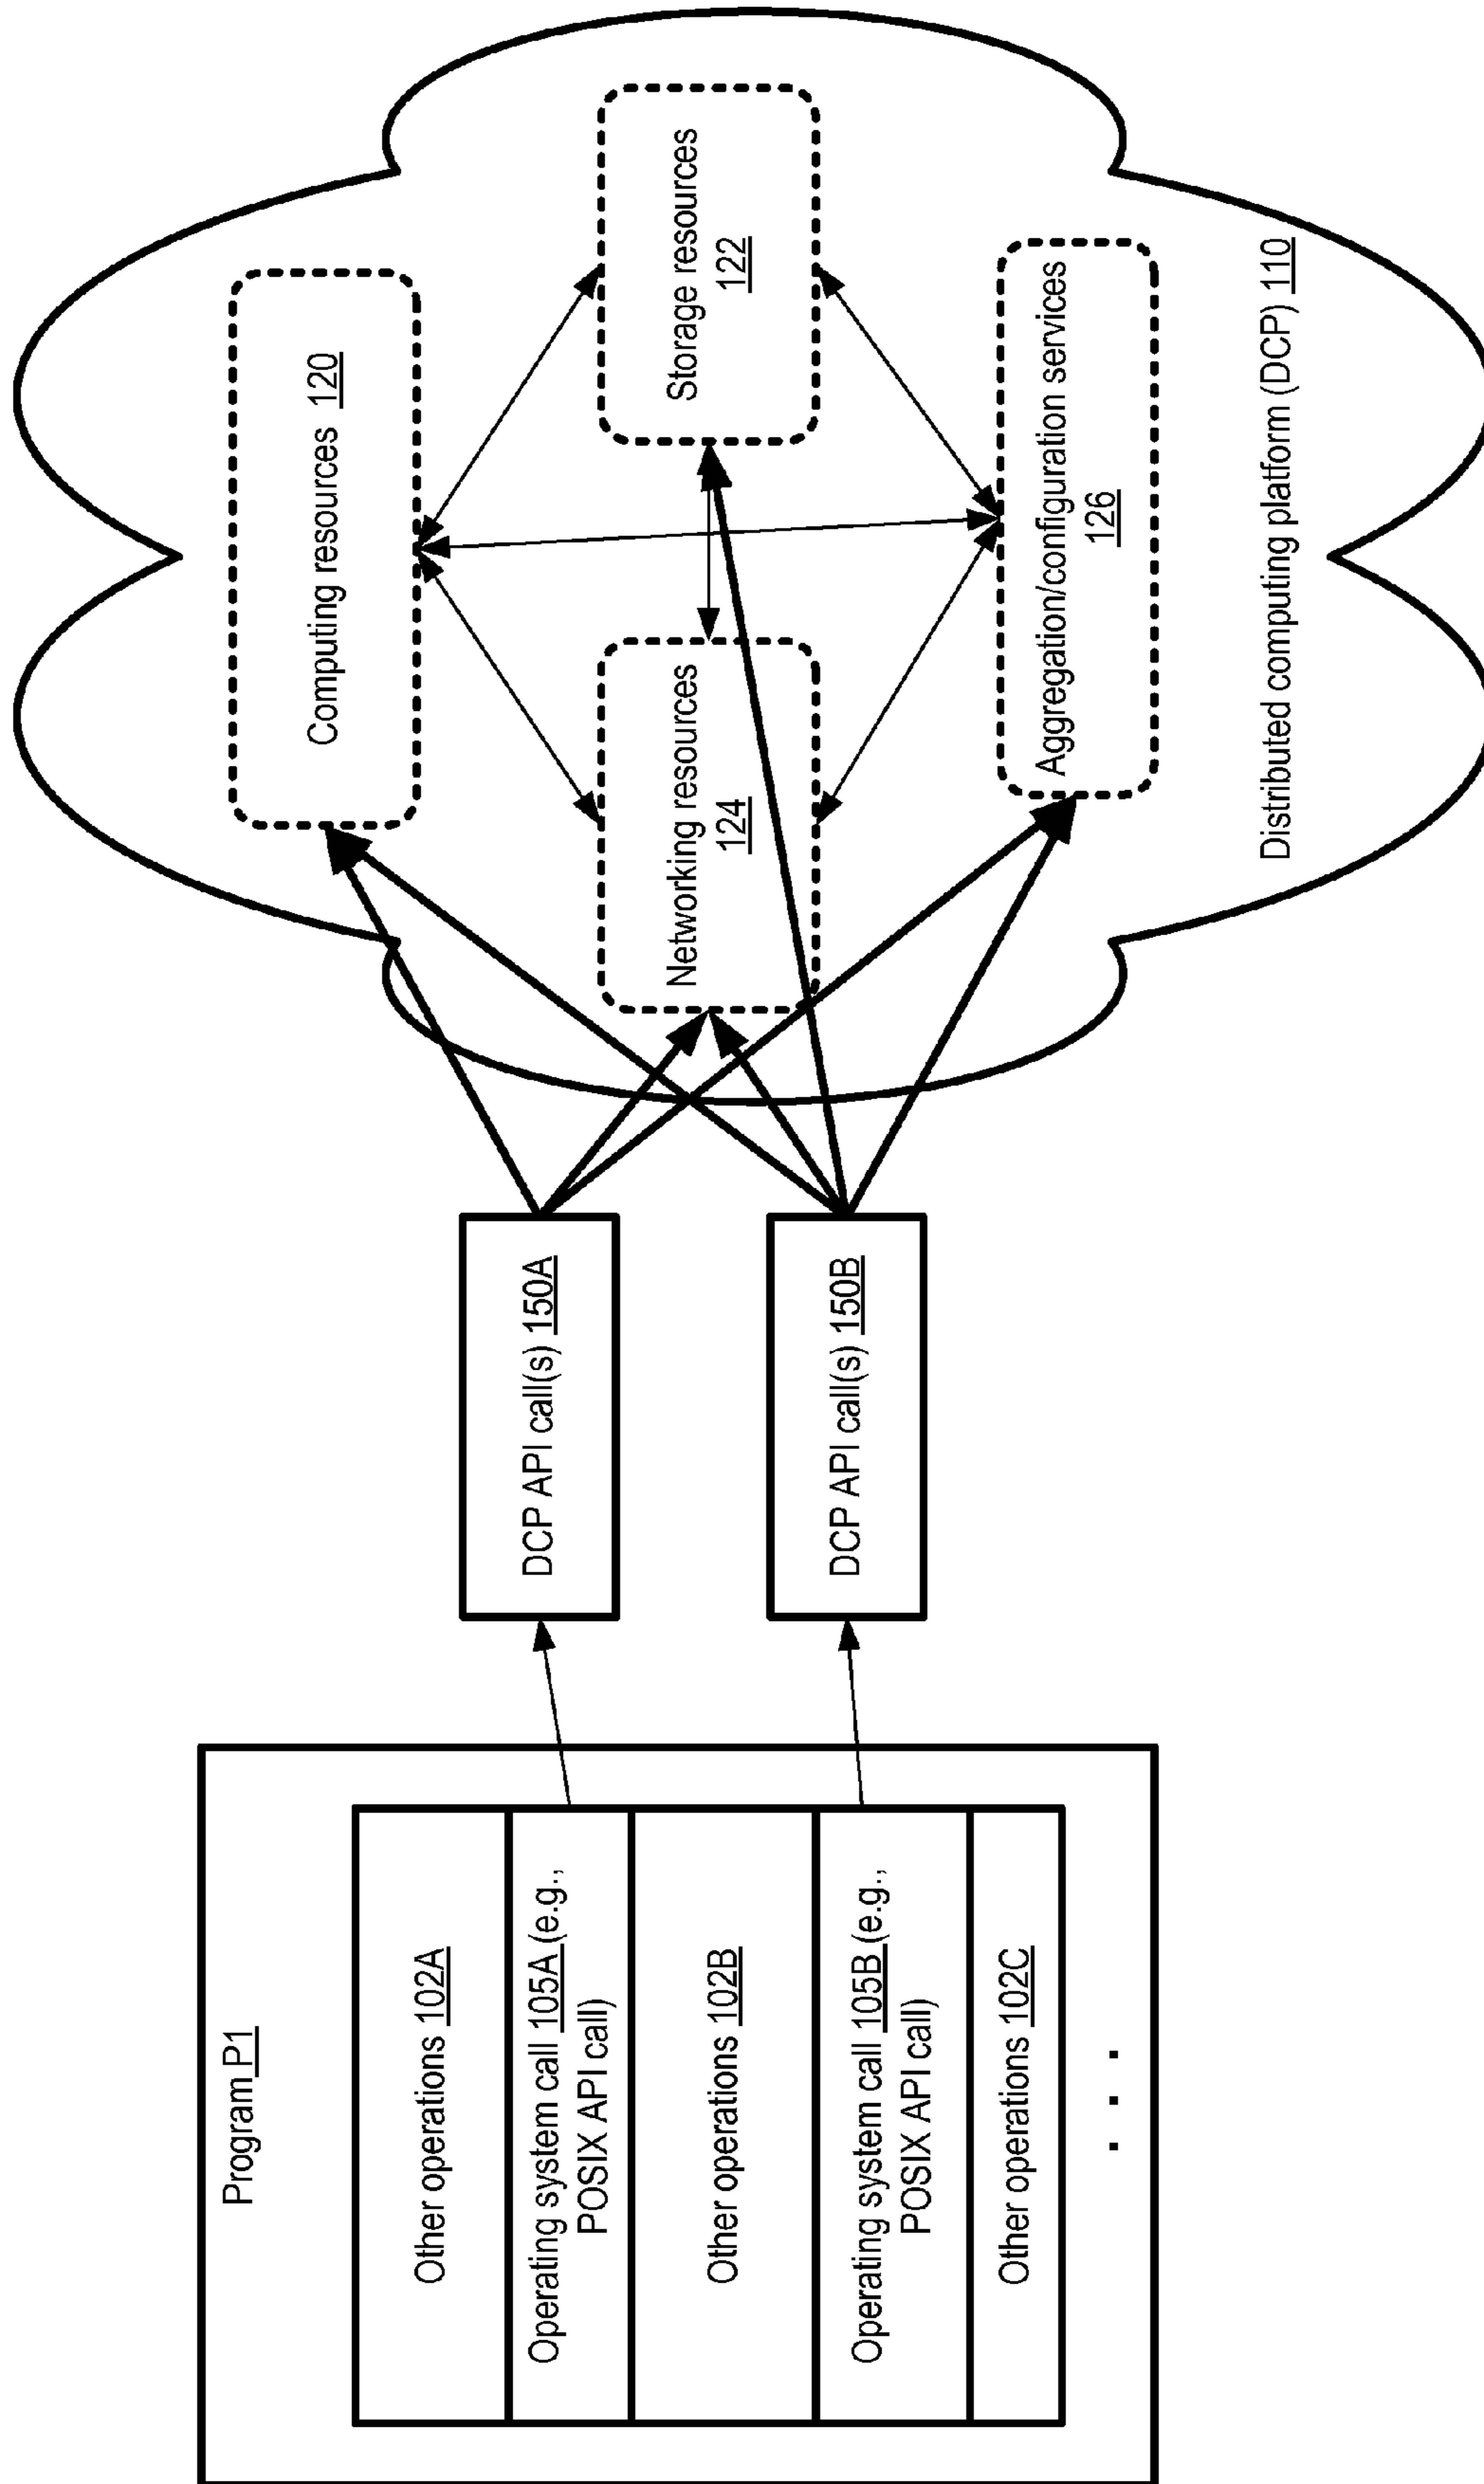 Program P1
Other operations 102A
Operating system call 105A (e.g.,
POSIX API call)
Other operations 102B
Operating system call 105B (e.g.,
POSIX API call)
Other operations 102C
. . .
DCP API call(s) 150A
DCP API call(s) 150B
Computing resources 120
Networking resources
124
Storage resources
122
Aggregation/configuration services
126
Distributed computing platform (DCP) 110